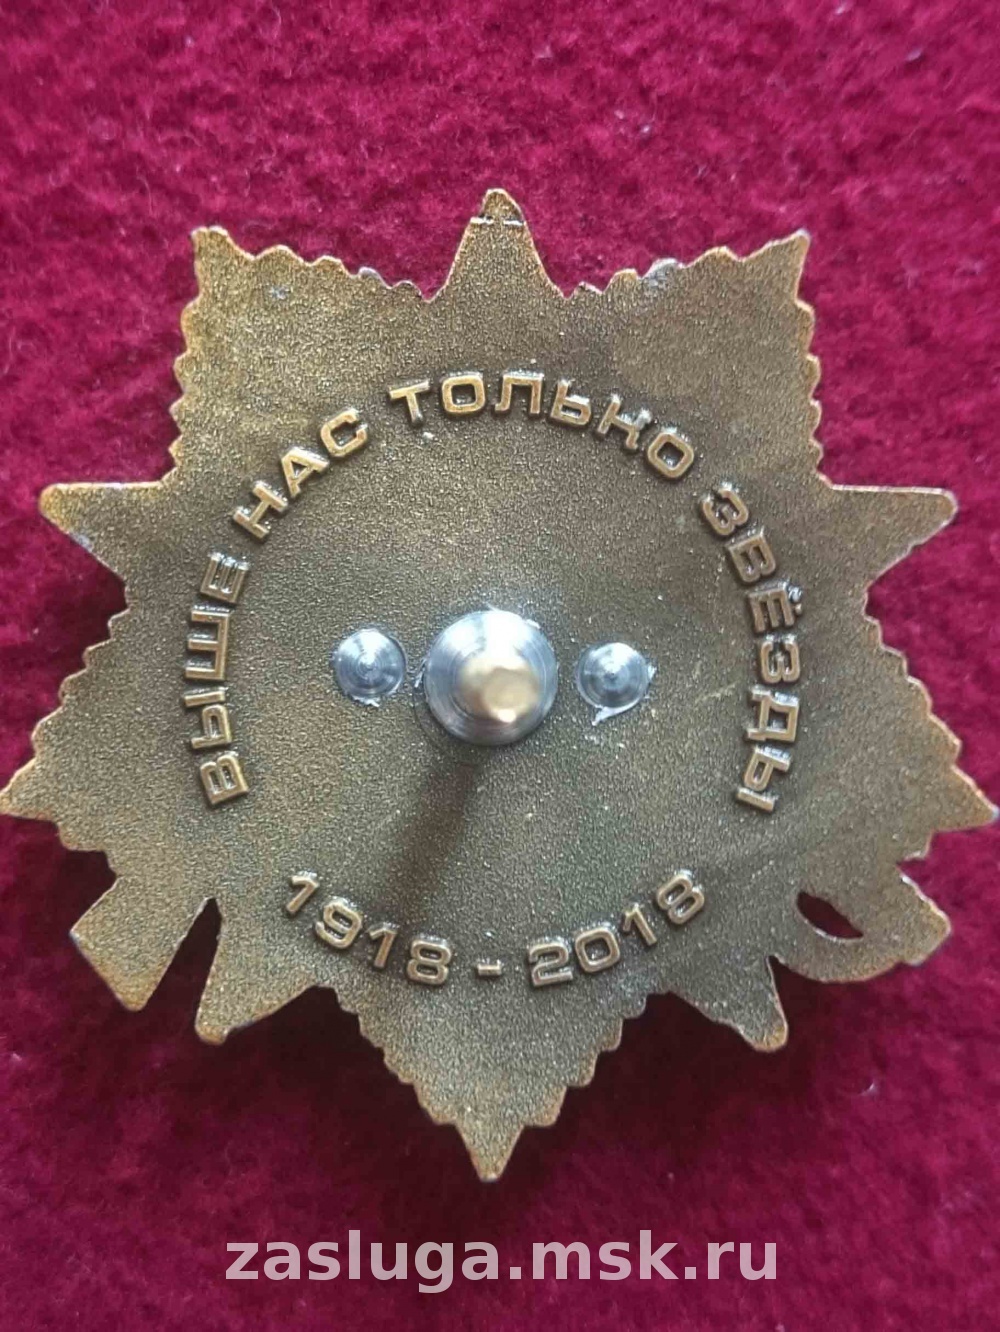 ВЫШЕ НАС ТОЛЬКО ЗВЁЗДЫ
1918 - 2018
zasluga.msk.ru